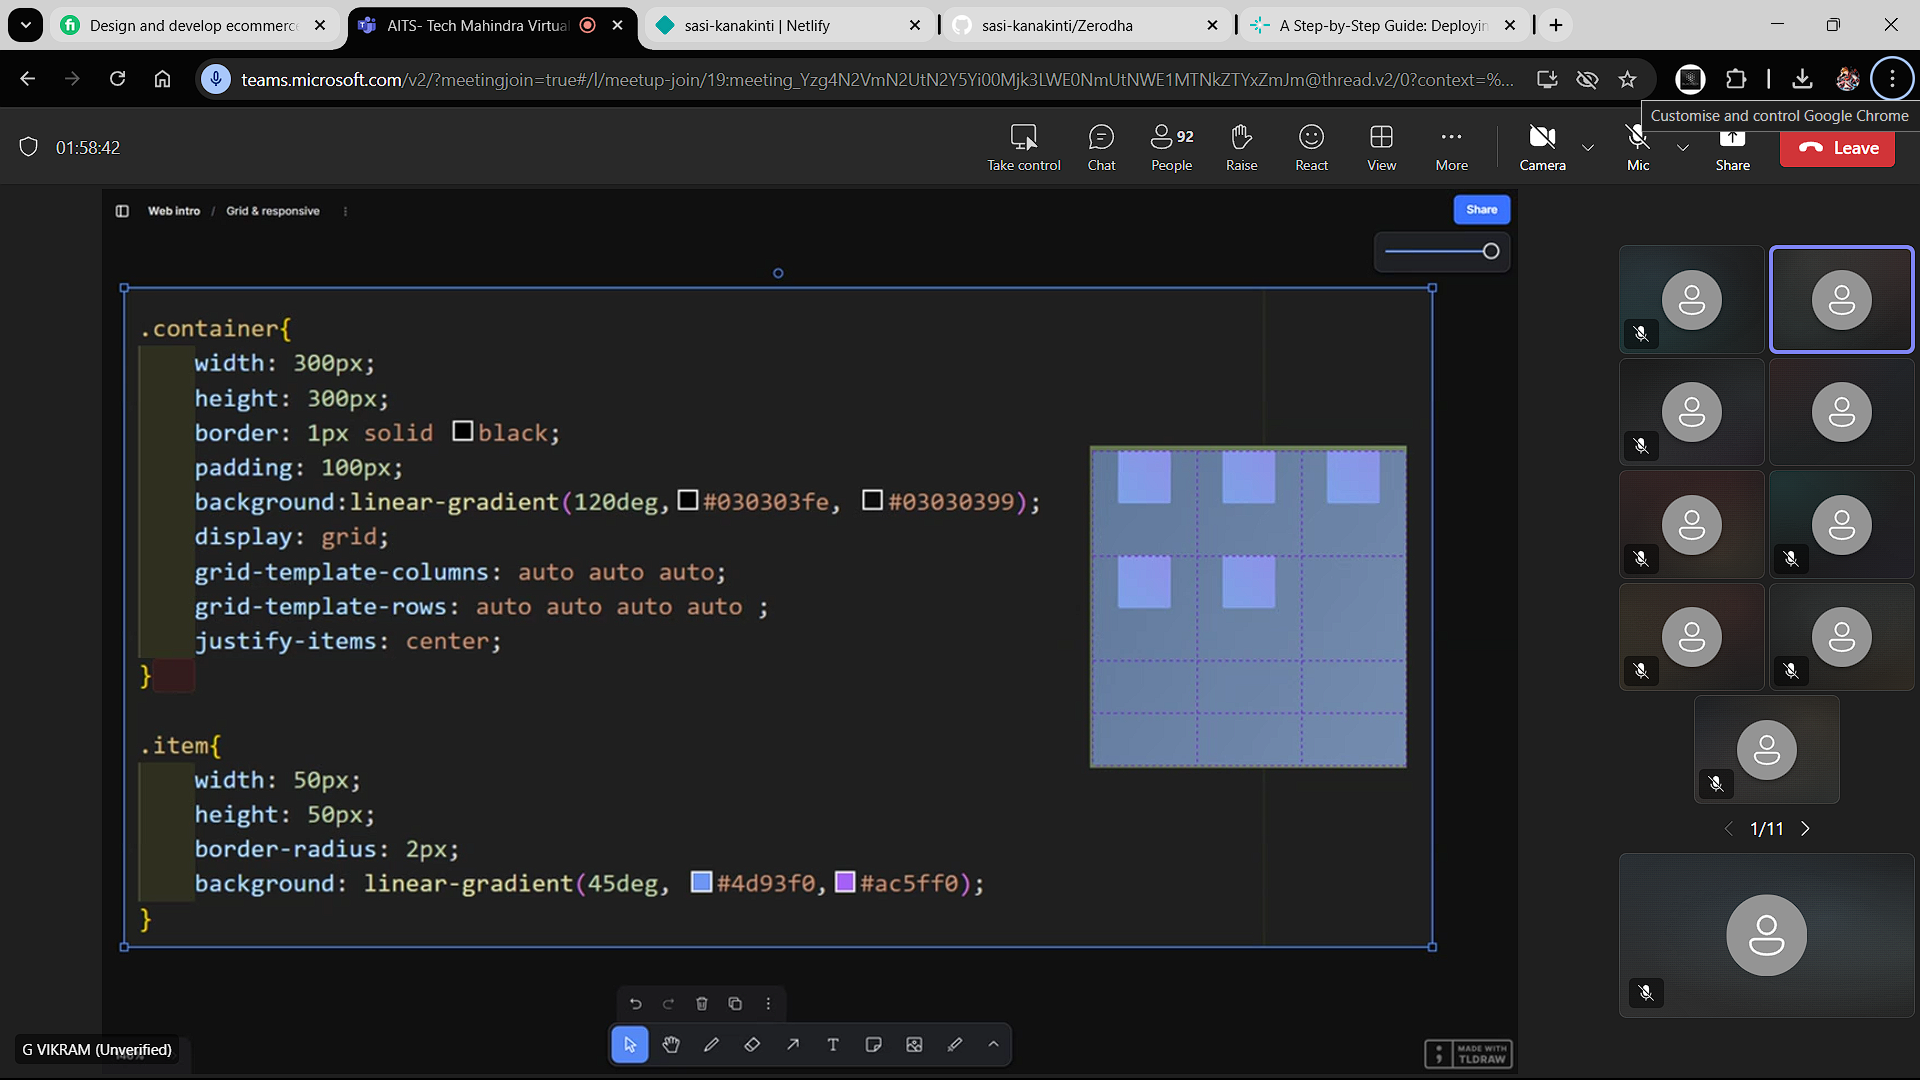 Design and develop ecommerc
AITS- Tech Mahindra Virtual
sasi-kanakinti | Netlify
sasi-kanakinti/Zerodha
A Step-by-Step Guide: Deployin
teams.microsoft.com/v2/?meetingjoin=true#/l/meetup-join/19:meeting_Yzg4N2VmN2UtN2Y5Yi00Mjk3LWE0NmUtNWE1MTNkZTYxZmJm@thread.v2/0?context=%...
Customise and control Google Chrome
01:58:42
Take control
Chat
92
People
Raise
React
View
More
Camera
Mic
Share
Leave
Web intro / Grid & responsive
Share
.container{
width: 300px;
height: 300px;
border: 1px solid black;
padding: 100px;
background:linear-gradient(120deg, #030303fe, #03030399);
display: grid;
grid-template-columns: auto auto auto;
grid-template-rows: auto auto auto auto ;
justify-items: center;
}
.item{
width: 50px;
height: 50px;
border-radius: 2px;
background: linear-gradient(45deg, #4d93f0, #ac5ff0);
}
1/11
G VIKRAM (Unverified)
MADE WITH
TLDRAW